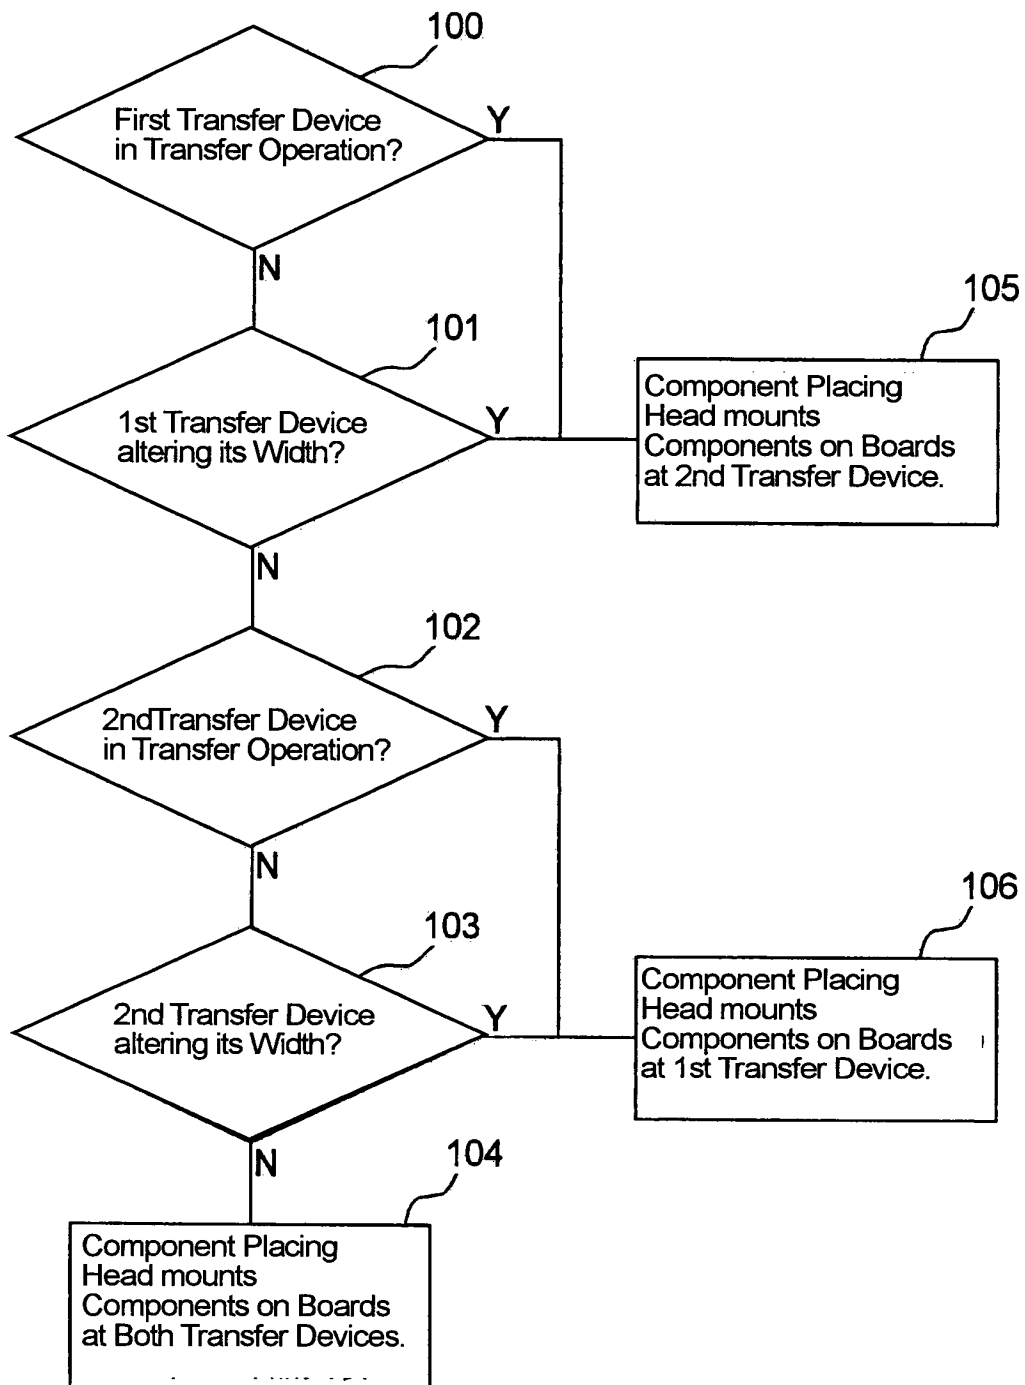 100
First Transfer Device
in Transfer Operation?
Y
N
101
1st Transfer Device
altering its Width?
Y
N
105
Component Placing
Head mounts
Components on Boards
at 2nd Transfer Device.
102
2ndTransfer Device
in Transfer Operation?
Y
N
103
2nd Transfer Device
altering its Width?
Y
N
106
Component Placing
Head mounts
Components on Boards
at 1st Transfer Device.
104
Component Placing
Head mounts
Components on Boards
at Both Transfer Devices.